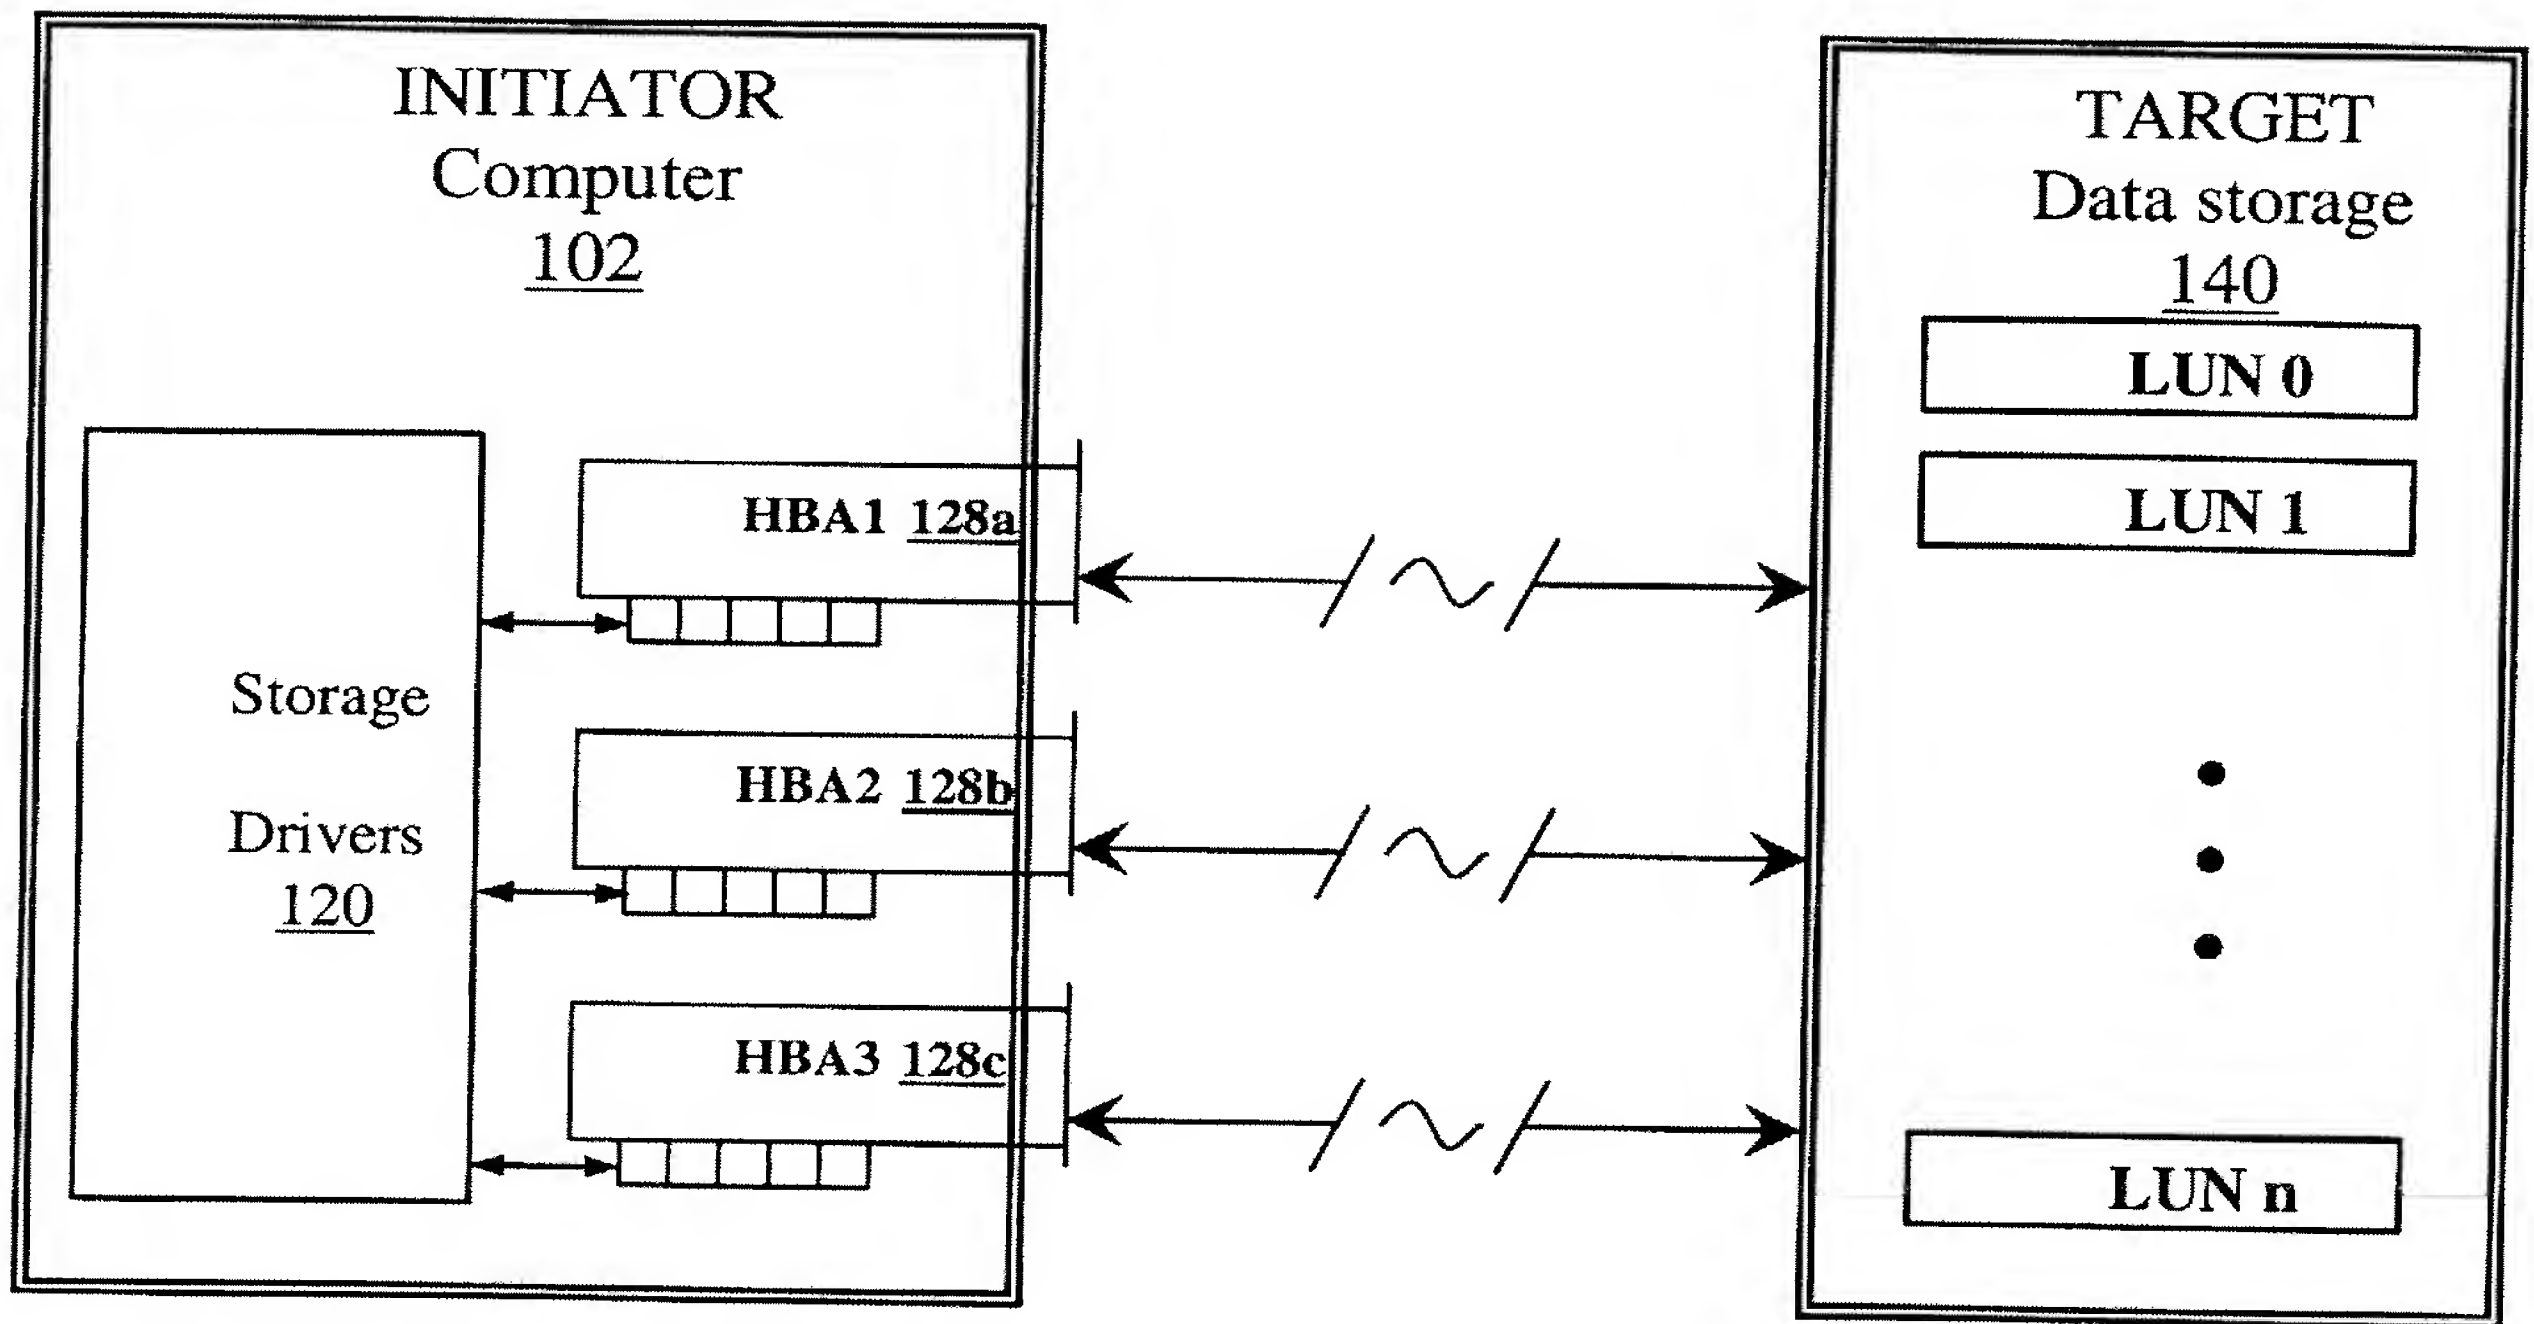 INITIATOR
Computer
102
TARGET
Data storage
140
LUN 0
LUN 1
HBA1 128a
Storage
Drivers
120
HBA2 128b
HBA3 128c
LUN n